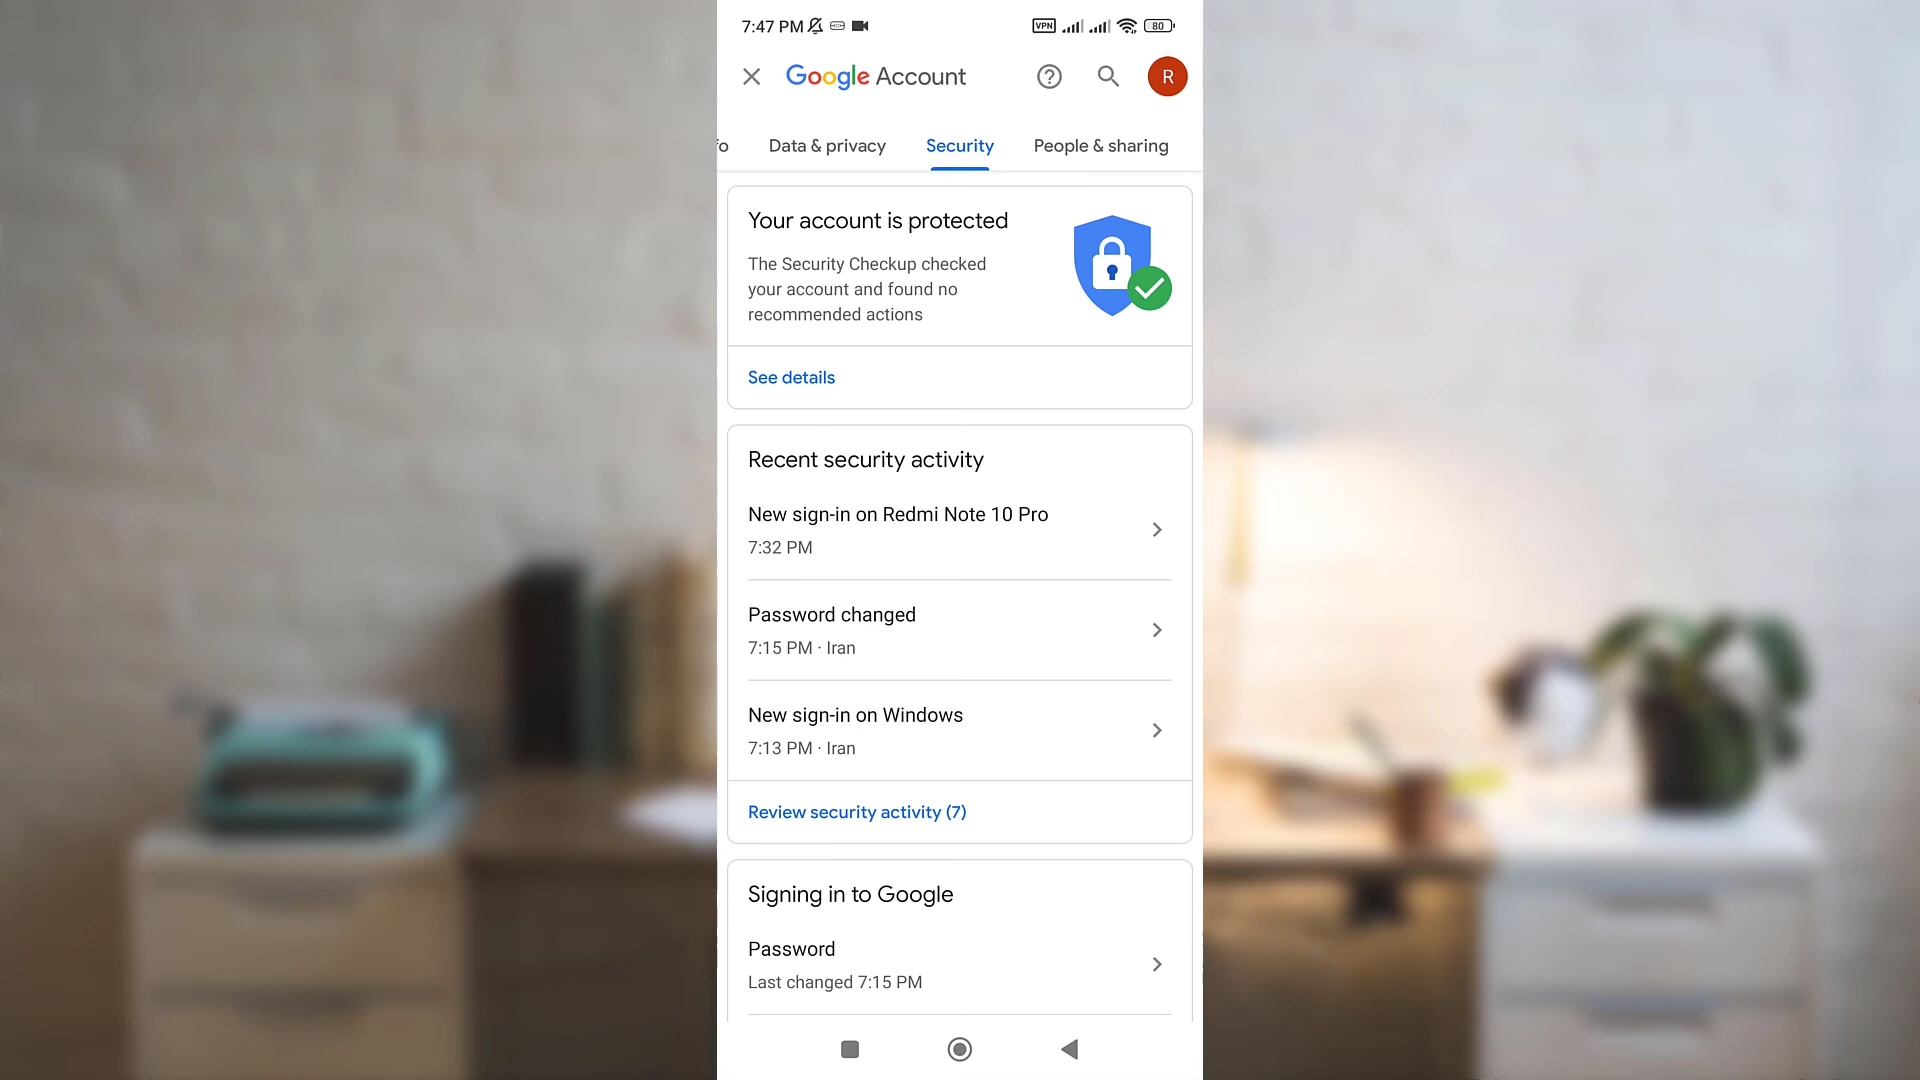 7:47 PM
VPN
80
Google Account
R
fo
Data & privacy
Security
People & sharing
Your account is protected
The Security Checkup checked
your account and found no
recommended actions
See details
Recent security activity
New sign-in on Redmi Note 10 Pro
7:32 PM
Password changed
7:15 PM · Iran
New sign-in on Windows
7:13 PM · Iran
Review security activity (7)
Signing in to Google
Password
Last changed 7:15 PM